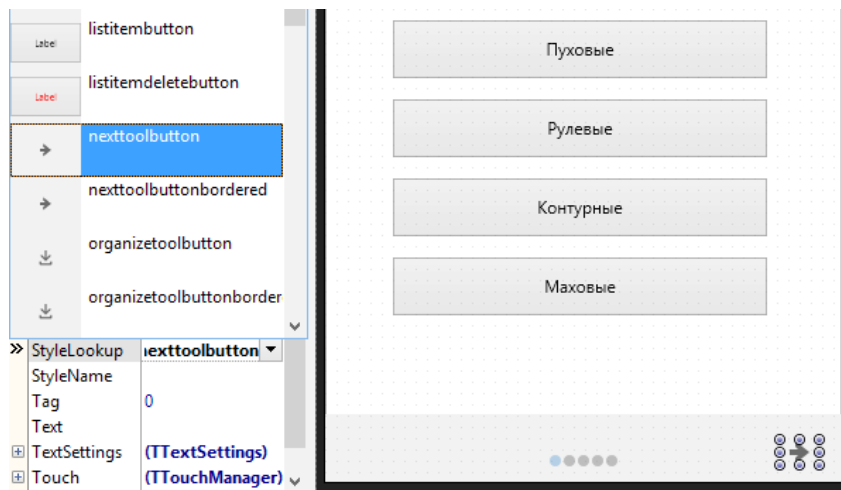 Label
listitembutton
Label
listitemdeletebutton
nexttoolbutton
nexttoolbuttonbordered
organizetoolbutton
organizetoolbuttonborder
StyleLookup
nexttoolbutton
StyleName
Tag
0
Text
TextSettings
(TTextSettings)
Touch
(TTouchManager)
Пуховые
Рулевые
Контурные
Маховые